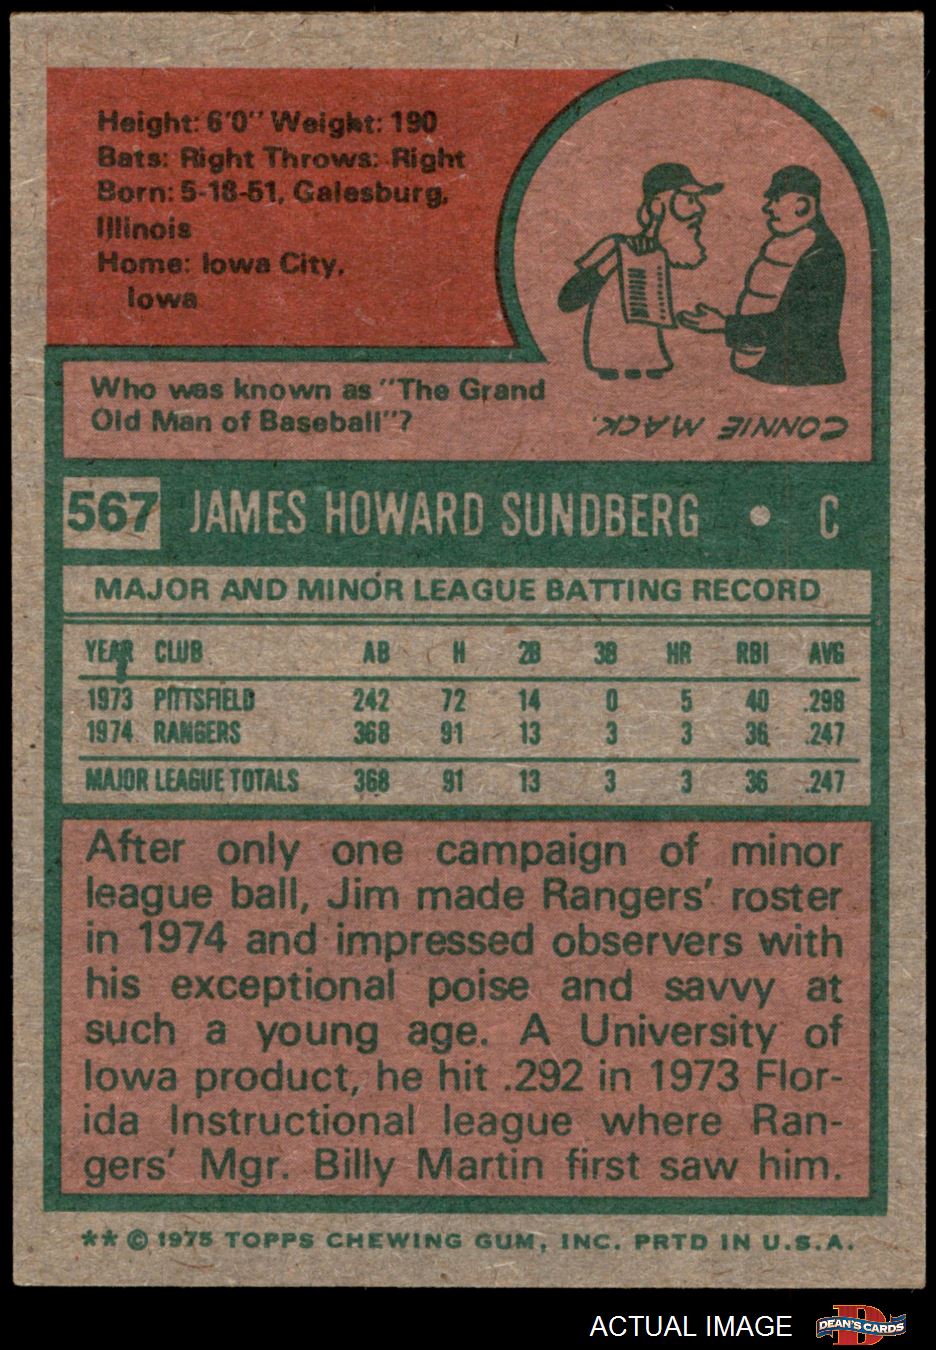 Height: 6'0" Weight: 190
Bats: Right Throws: Right
Born: 5-18-51, Galesburg,
Illinois
Home: Iowa City,
Iowa
Who was known as "The Grand
Old Man of Baseball"?
CONNIE MACK.
567 JAMES HOWARD SUNDBERG • C
MAJOR AND MINOR LEAGUE BATTING RECORD
YEAR CLUB AB H 2B 3B HR RBI AVG
1973 PITTSFIELD 242 72 14 0 5 40 .298
1974 RANGERS 368 91 13 3 3 36 .247
MAJOR LEAGUE TOTALS 368 91 13 3 3 36 .247
After only one campaign of minor
league ball, Jim made Rangers' roster
in 1974 and impressed observers with
his exceptional poise and savvy at
such a young age. A University of
Iowa product, he hit .292 in 1973 Flor-
ida Instructional league where Ran-
gers' Mgr. Billy Martin first saw him.
** © 1975 TOPPS CHEWING GUM, INC. PRTD IN U.S.A.
ACTUAL IMAGE
DEAN'S CARDS